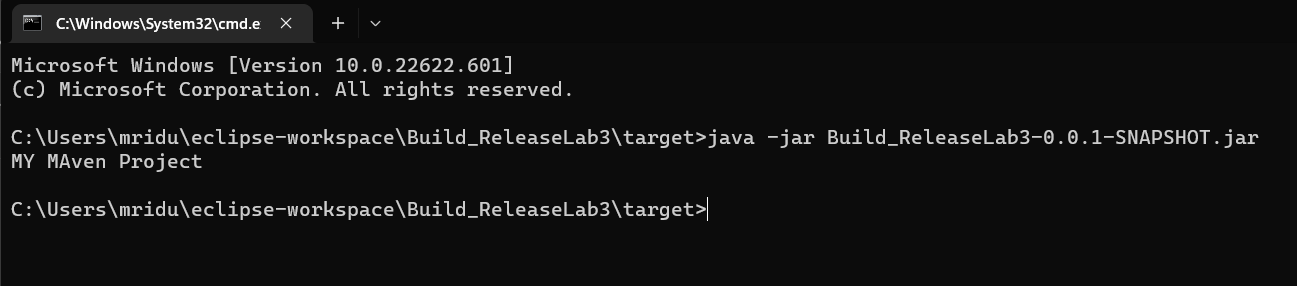 C:\Windows\System32\cmd.e
Microsoft Windows [Version 10.0.22622.601]
(c) Microsoft Corporation. All rights reserved.
C:\Users\mridu\eclipse-workspace\Build_ReleaseLab3\target>java -jar Build_ReleaseLab3-0.0.1-SNAPSHOT.jar
MY MAven Project
C:\Users\mridu\eclipse-workspace\Build_ReleaseLab3\target>